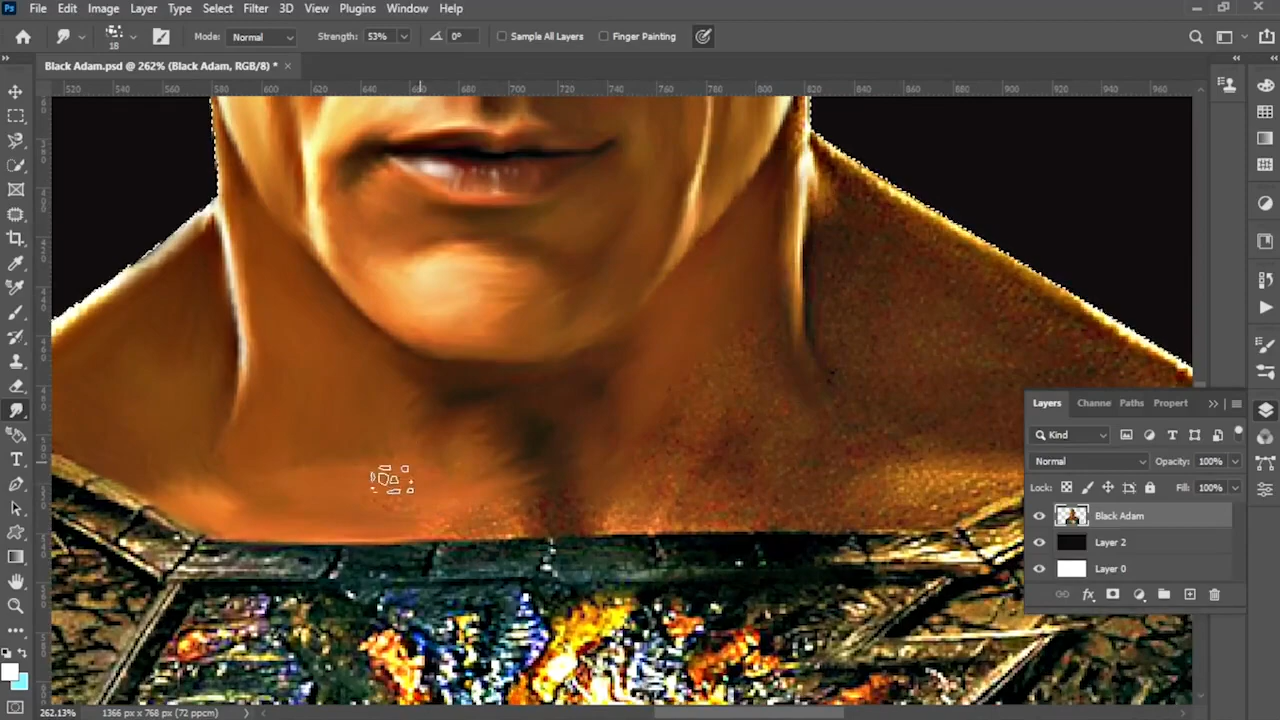 Ps File Edit Image Layer Type Select Filter 3D View Plugins Window Help
18 Mode: Normal Strength: 53% 0° Sample All Layers Finger Painting
Black Adam.psd @ 262% (Black Adam, RGB/8) * ×
520 540 560 580 600 620 640 660 680 700 720 740 760 780 800 820 840 860 880 900 920 940 960
Layers Channe Paths Propert
Kind
Normal Opacity: 100%
Lock: Fill: 100%
Black Adam
Layer 2
Layer 0
fx
262.13% 1366 px x 768 px (72 ppcm)